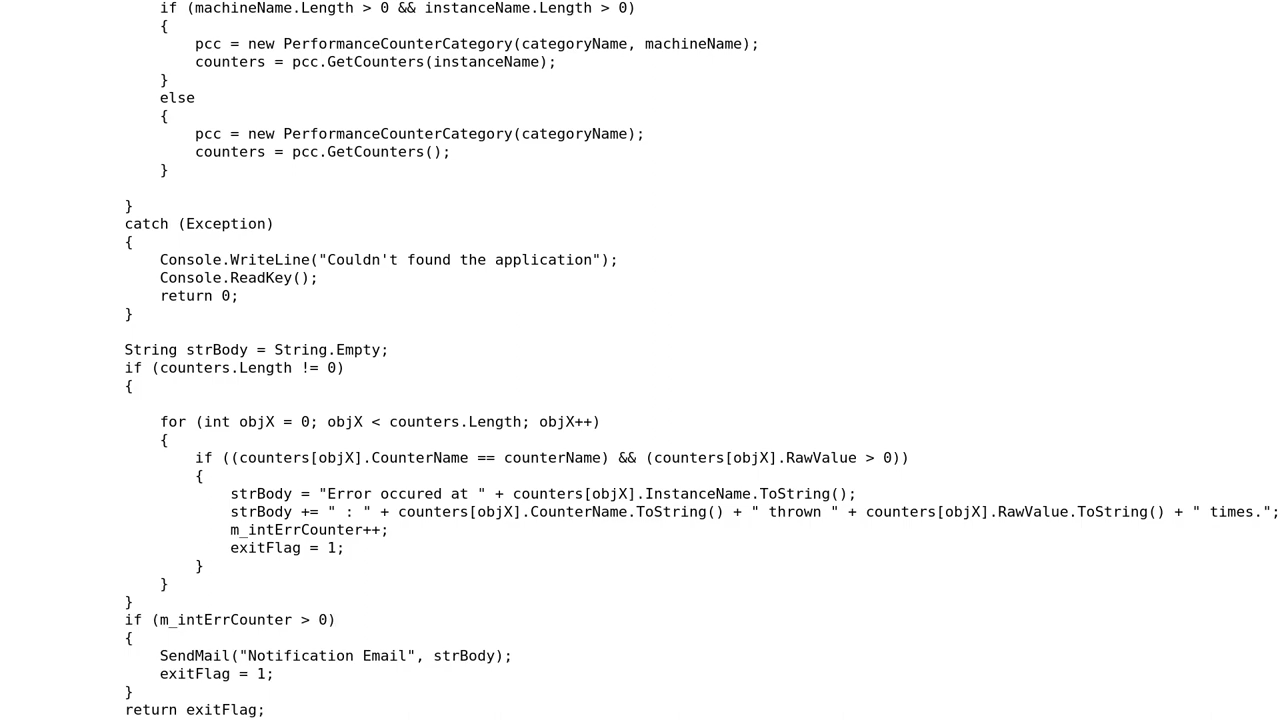 if (machineName.Length > 0 && instanceName.Length > 0)
{
pcc = new PerformanceCounterCategory(categoryName, machineName);
counters = pcc.GetCounters(instanceName);
}
else
{
pcc = new PerformanceCounterCategory(categoryName);
counters = pcc.GetCounters();
}
}
catch (Exception)
{
Console.WriteLine("Couldn't found the application");
Console.ReadKey();
return 0;
}
String strBody = String.Empty;
if (counters.Length != 0)
{
for (int objX = 0; objX < counters.Length; objX++)
{
if ((counters[objX].CounterName == counterName) && (counters[objX].RawValue > 0))
{
strBody = "Error occured at " + counters[objX].InstanceName.ToString();
strBody += " : " + counters[objX].CounterName.ToString() + " thrown " + counters[objX].RawValue.ToString() + " times.";
m_intErrCounter++;
exitFlag = 1;
}
}
}
if (m_intErrCounter > 0)
{
SendMail("Notification Email", strBody);
exitFlag = 1;
}
return exitFlag;